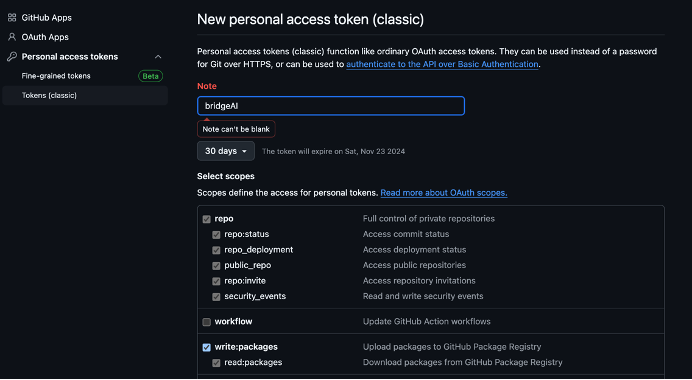 GitHub Apps
OAuth Apps
Personal access tokens
Fine-grained tokens Beta
Tokens (classic)
New personal access token (classic)
Personal access tokens (classic) function like ordinary OAuth access tokens. They can be used instead of a password
for Git over HTTPS, or can be used to authenticate to the API over Basic Authentication.
Note
bridgeAI
Note can't be blank
30 days The token will expire on Sat, Nov 23 2024
Select scopes
Scopes define the access for personal tokens. Read more about OAuth scopes.
repo Full control of private repositories
repo:status Access commit status
repo_deployment Access deployment status
public_repo Access public repositories
repo:invite Access repository invitations
security_events Read and write security events
workflow Update GitHub Action workflows
write:packages Upload packages to GitHub Package Registry
read:packages Download packages from GitHub Package Registry